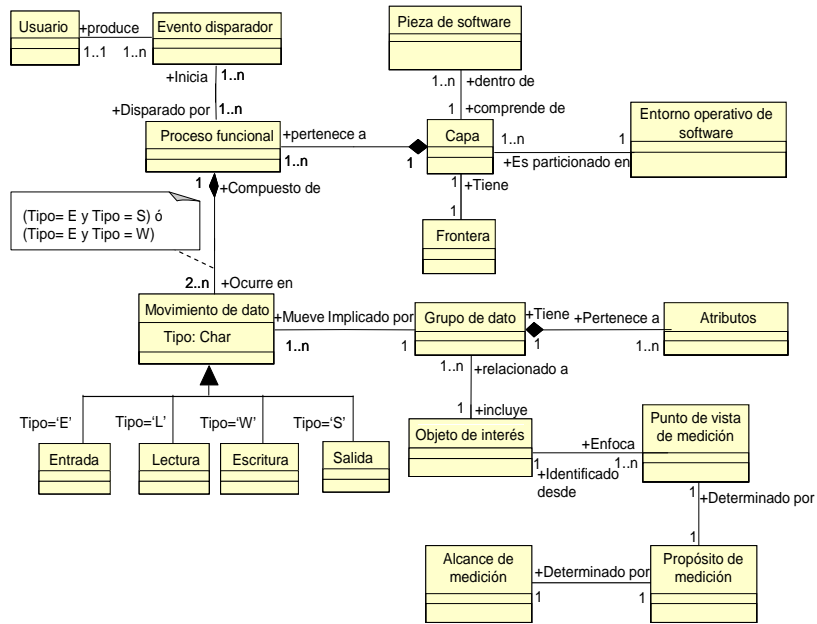 Usuario
+produce
1..1
1..n
Evento disparador
+Inicia
1..n
+Disparado por
1..n
Pieza de software
1..n
+dentro de
1
+comprende de
Proceso funcional
+pertenece a
1..n
1
Capa
1..n
1
+Es particionado en
Entorno operativo de
software
1
+Tiene
1
Frontera
1
+Compuesto de
(Tipo= E y Tipo = S) ó
(Tipo= E y Tipo = W)
2..n
+Ocurre en
Movimiento de dato
Tipo: Char
+Mueve Implicado por
1..n
1
Grupo de dato
+Tiene
1
+Pertenece a
1..n
Atributos
1..n
+relacionado a
1
+incluye
Tipo=‘E’
Tipo=‘L’
Tipo=‘W’
Tipo=‘S’
Entrada
Lectura
Escritura
Salida
Objeto de interés
+Enfoca
1
1..n
+Identificado
desde
Punto de vista
de medición
1
+Determinado por
1
Alcance de
medición
+Determinado por
1
1
Propósito de
medición